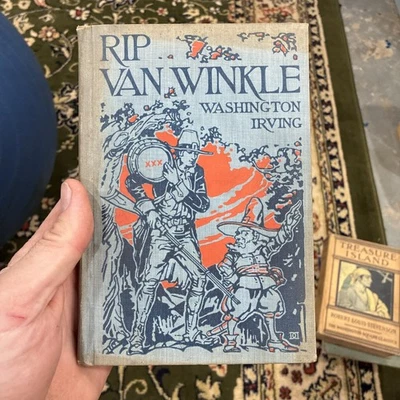 RIP
VAN WINKLE
WASHINGTON
IRVING
XXX
TREASURE
ISLAND
ROBERT LOUIS STEVENSON